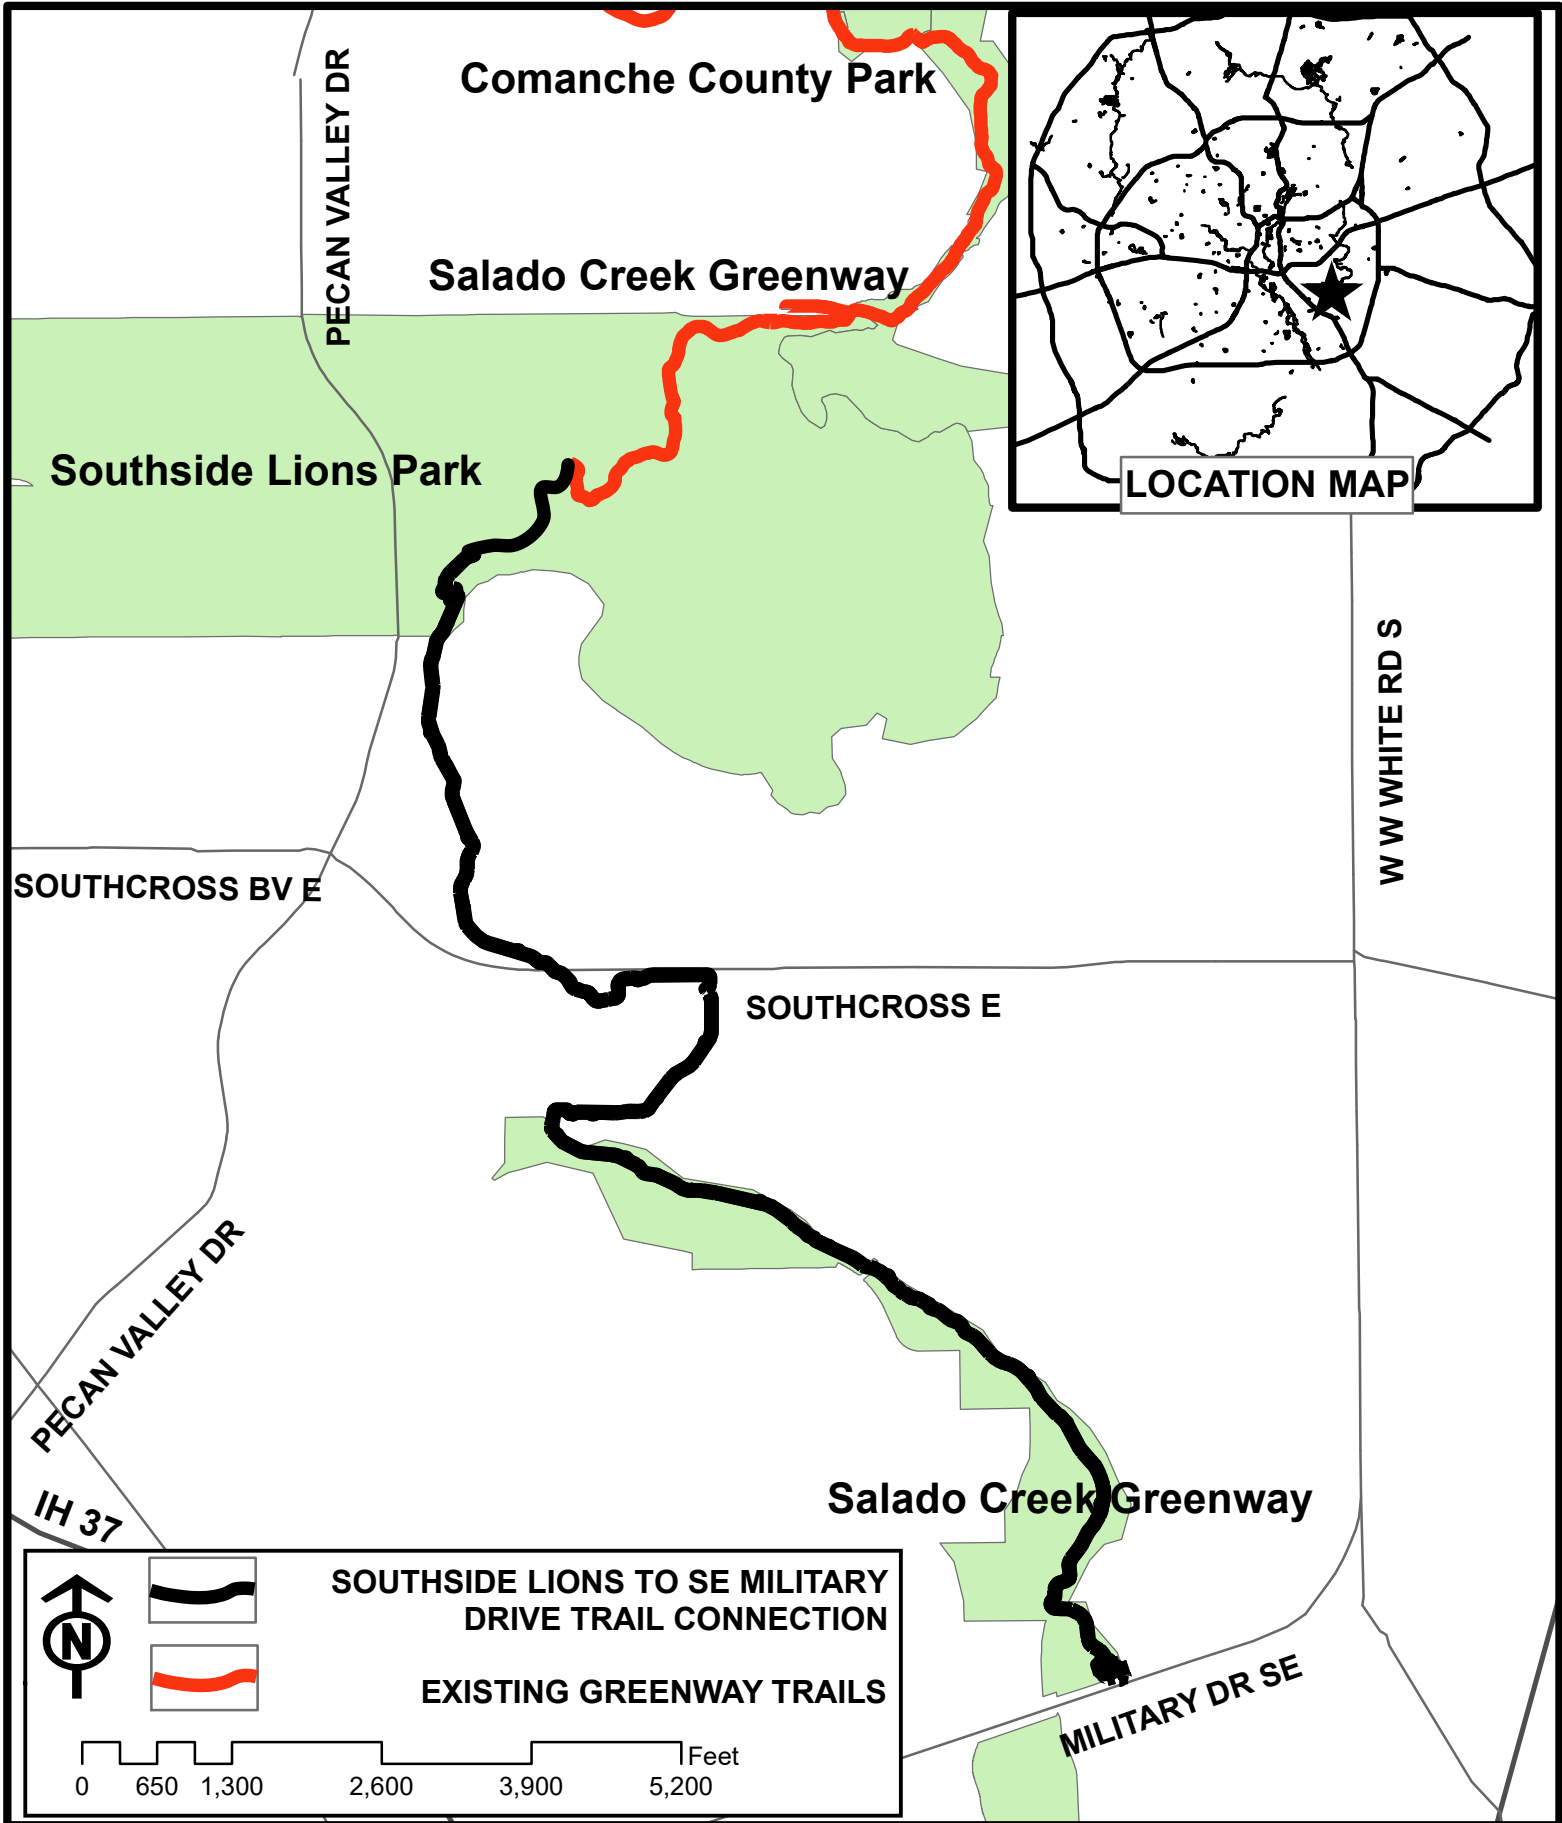 Comanche County Park
PECAN VALLEY DR
Salado Creek Greenway
LOCATION MAP
Southside Lions Park
W W WHITE RD S
SOUTHCROSS BV E
SOUTHCROSS E
PECAN VALLEY DR
Salado Creek Greenway
IH 37
MILITARY DR SE
N
SOUTHSIDE LIONS TO SE MILITARY
DRIVE TRAIL CONNECTION
EXISTING GREENWAY TRAILS
Feet
0 650 1,300 2,600 3,900 5,200